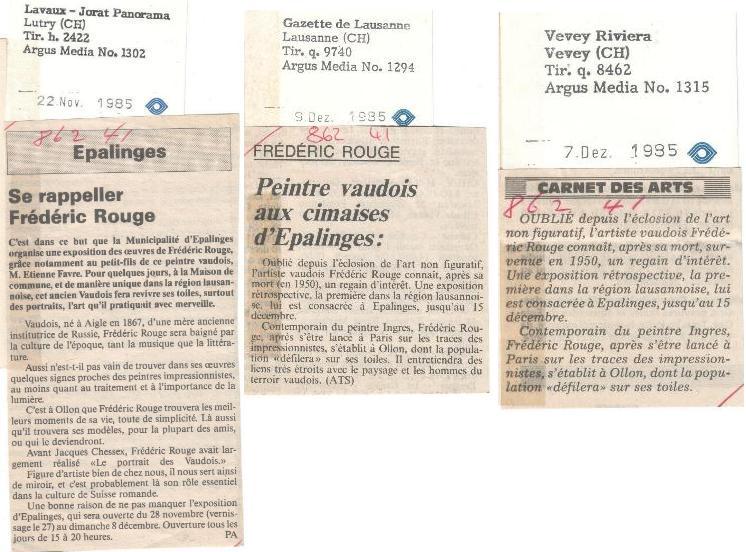 Lavaux - Jorat Panorama
Lutry (CH)
Tir. h. 2422
Argus Media No. 1302
22. Nov. 1985
862 41
Epalinges
Se rappeller
Frédéric Rouge
C'est dans ce but que la Municipalité d'Epalinges
organise une exposition des œuvres de Frédéric Rouge,
grâce notamment au petit-fils de ce peintre vaudois,
M. Etienne Favre. Pour quelques jours, à la Maison de
commune, et de manière unique dans la région lausan-
noise, cet ancien Vaudois fera revivre ses toiles, surtout
des portraits, l'art qu'il pratiquait avec merveille.
Vaudois, né à Aigle en 1867, d'une mère ancienne
institutrice de Russie, Frédéric Rouge sera baigné par
la culture de l'époque, tant la musique que la littéra-
ture.
Aussi n'est-t-il pas vain de trouver dans ses œuvres
quelques signes proches des peintres impressionnistes,
au moins quant au traitement et à l'importance de la
lumière.
C'est à Ollon que Frédéric Rouge trouvera les meil-
leurs moments de sa vie, toute de simplicité. Là aussi
qu'il trouvera ses modèles, pour la plupart des amis,
ou qui le deviendront.
Avant Jacques Chessex, Frédéric Rouge avait lar-
gement réalisé «Le portrait des Vaudois.»
Figure d'artiste bien de chez nous, il nous sert ainsi
de miroir, et c'est probablement là son rôle essentiel
dans la culture de Suisse romande.
Une bonne raison de ne pas manquer l'exposition
d'Epalinges, qui sera ouverte du 28 novembre (vernis-
sage le 27) au dimanche 8 décembre. Ouverture tous les
jours de 15 à 20 heures. PA
Gazette de Lausanne
Lausanne (CH)
Tir. q. 9740
Argus Media No. 1294
9. Dez. 1985
862 41
FRÉDÉRIC ROUGE
Peintre vaudois
aux cimaises
d'Epalinges:
Oublié depuis l'éclosion de l'art non figuratif,
l'artiste vaudois Frédéric Rouge connaît, après sa
mort (en 1950), un regain d'intérêt. Une exposition
rétrospective, la première dans la région lausannoi-
se, lui est consacrée à Epalinges, jusqu'au 15
décembre.
Contemporain du peintre Ingres, Frédéric Rou-
ge, après s'être lancé à Paris sur les traces des
impressionnistes, s'établit à Ollon, dont la popula-
tion «défilera» sur ses toiles. Il entretiendra des
liens très étroits avec le paysage et les hommes du
terroir vaudois. (ATS)
Vevey Riviera
Vevey (CH)
Tir. q. 8462
Argus Media No. 1315
7. Dez. 1985
CARNET DES ARTS
862 41
OUBLIÉ depuis l'éclosion de l'art
non figuratif, l'artiste vaudois Frédé-
ric Rouge connaît, après sa mort, sur-
venue en 1950, un regain d'intérêt.
Une exposition rétrospective, la pre-
mière dans la région lausannoise, lui
est consacrée à Epalinges, jusqu'au 15
décembre.
Contemporain du peintre Ingres,
Frédéric Rouge, après s'être lancé à
Paris sur les traces des impression-
nistes, s'établit à Ollon, dont la popu-
lation «défilera» sur ses toiles.